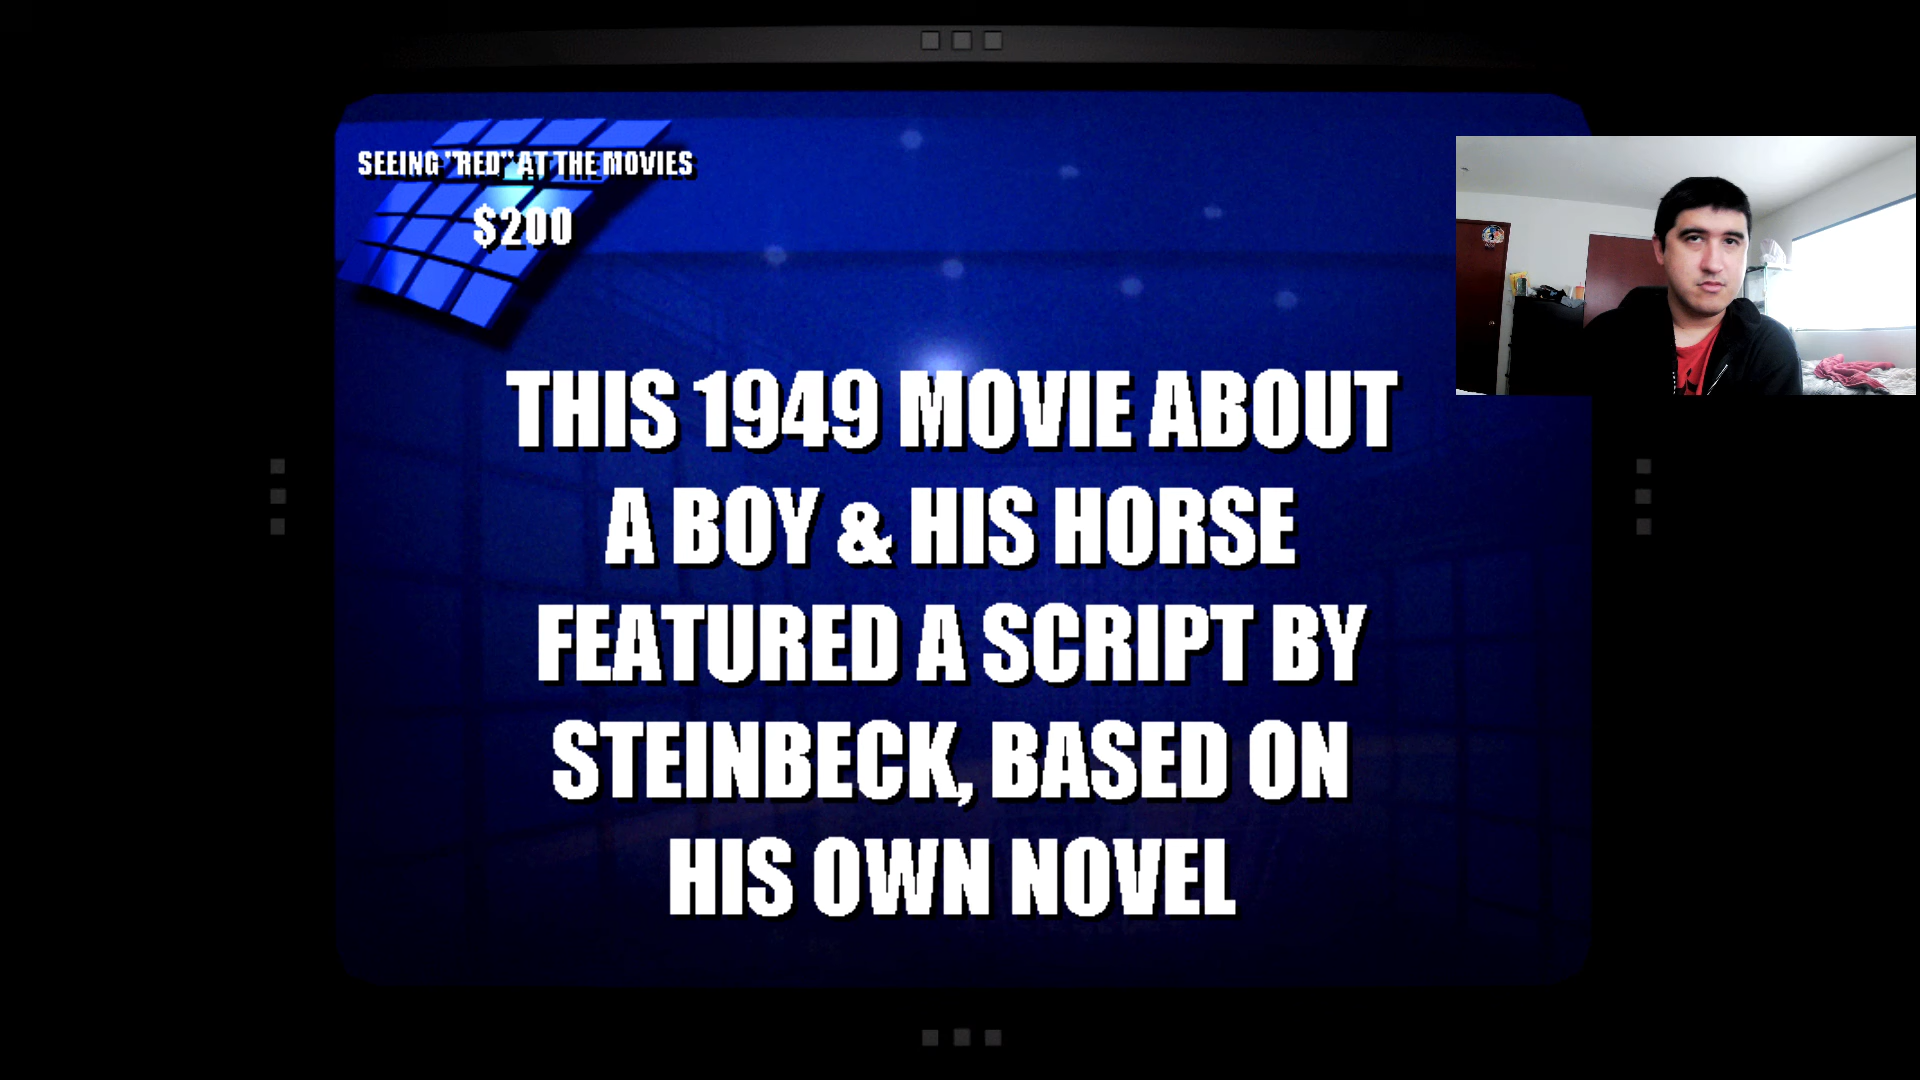 SEEING "RED" AT THE MOVIES
$200
THIS 1949 MOVIE ABOUT
A BOY & HIS HORSE
FEATURED A SCRIPT BY
STEINBECK, BASED ON
HIS OWN NOVEL